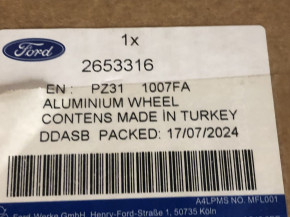 Ford
1x
2653316
EN : PZ31 1007FA
ALUMINIUM WHEEL
CONTENS MADE İN TURKEY
DDASB PACKED: 17/07/2024
A4LPMS NO. MFL001
Ford-Werke GmbH, Henry-Ford-Straße 1, 50735 Köln